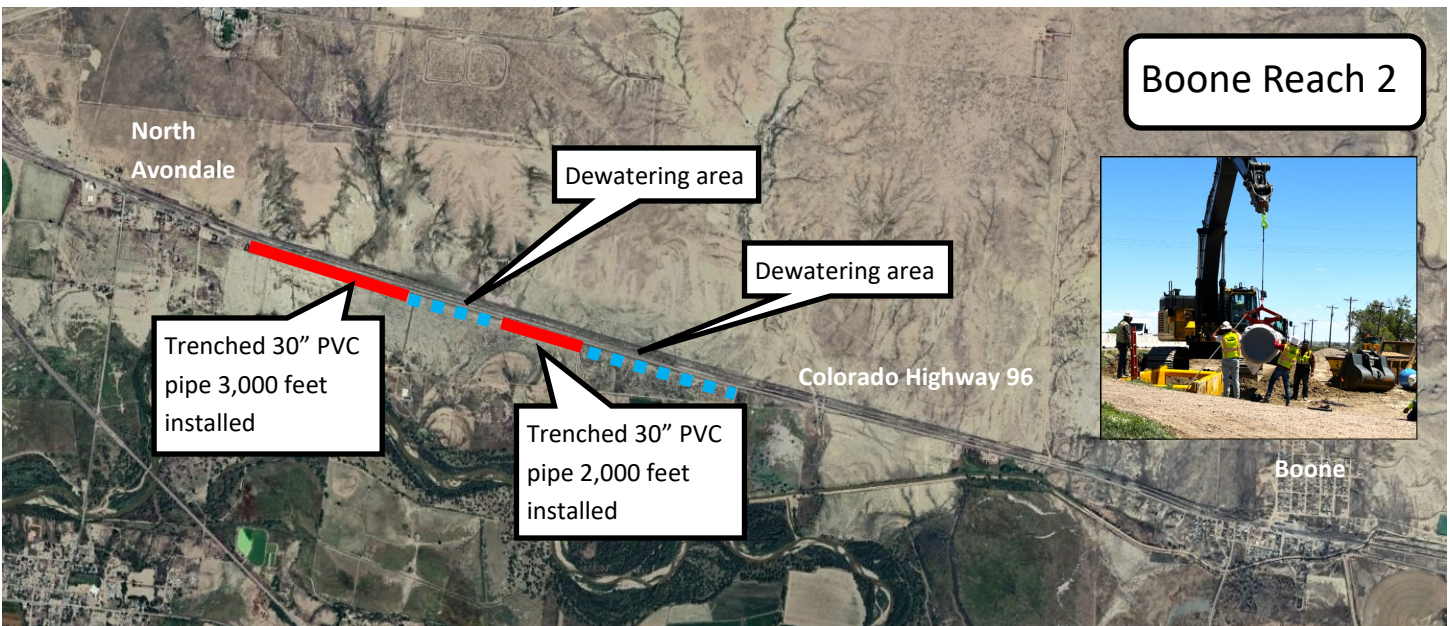 Boone Reach 2
North
Avondale
Dewatering area
Dewatering area
Trenched 30” PVC
pipe 3,000 feet
installed
Colorado Highway 96
Trenched 30” PVC
pipe 2,000 feet
installed
Boone